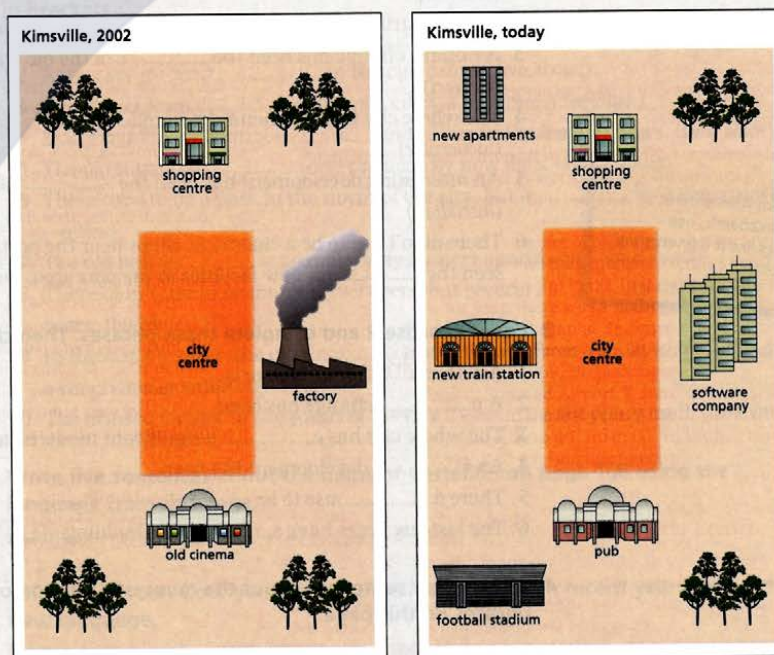 Kimsville, 2002
shopping
centre
city
centre
factory
old cinema
Kimsville, today
new apartments
shopping
centre
new train station
city
centre
software
company
pub
football stadium